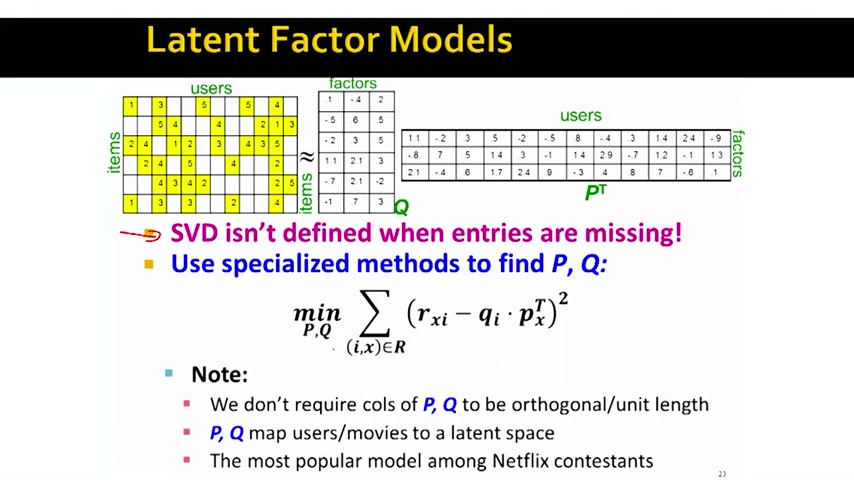 Latent Factor Models
users
factors
1 3 5 5 4
5 4 4 2 1 3
2 4 1 2 3 4 3 5
2 4 5 4 2
4 3 4 2 2 5
1 3 3 2 4
items
≈
.1 -.4 .2
-.5 .6 .5
-.2 .3 .5
1.1 2.1 .3
-.7 2.1 -2
-1 .7 .3
items
Q
users
1.1 -.2 .3 .5 -2 -.5 .8 -.4 .3 1.4 2.4 -.9
-.8 .7 .5 1.4 .3 -1 1.4 2.9 -.7 1.2 -.1 1.3
2.1 -.4 .6 1.7 2.4 .9 -.3 .4 .8 .7 -.6 .1
factors
Pᵀ
SVD isn't defined when entries are missing!
Use specialized methods to find P, Q:
min P,Q ∑ (i,x)∈R (r_xi − q_i · p_x^T)²
Note:
We don't require cols of P, Q to be orthogonal/unit length
P, Q map users/movies to a latent space
The most popular model among Netflix contestants
23